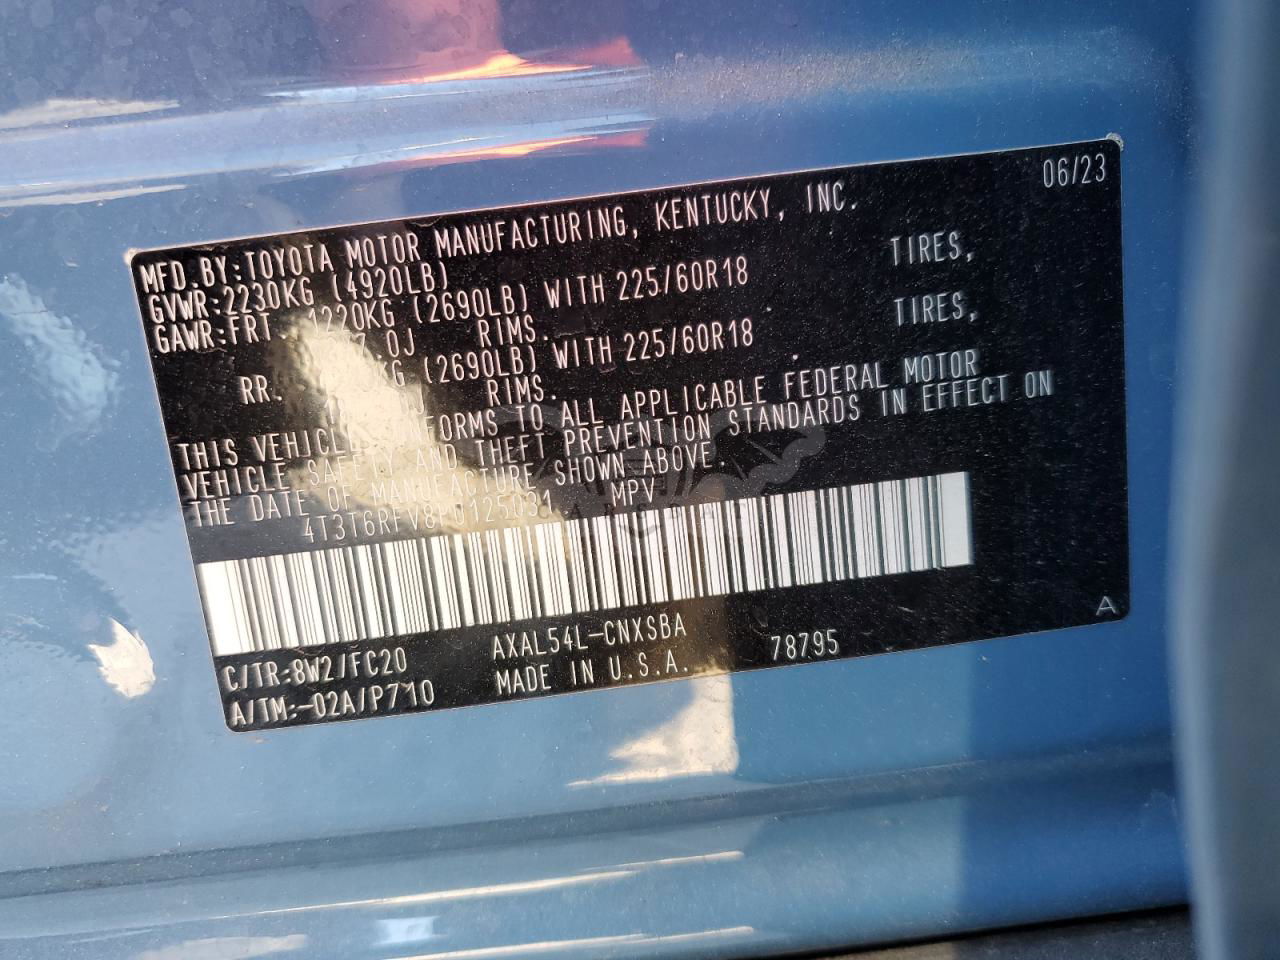 06/23
MFD.BY:TOYOTA MOTOR MANUFACTURING, KENTUCKY, INC.
GVWR:2230KG (4920LB)
GAWR:FRT. 1220KG (2690LB) WITH 225/60R18 TIRES,
7.0J RIMS.
RR. KG (2690LB) WITH 225/60R18 TIRES,
RIMS.
THIS VEHICLE CONFORMS TO ALL APPLICABLE FEDERAL MOTOR
VEHICLE SAFETY AND THEFT PREVENTION STANDARDS IN EFFECT ON
THE DATE OF MANUFACTURE SHOWN ABOVE.
4T3T6RFV8PU125031 MPV
C/TR:8W2/FC20 AXAL54L-CNXSBA 78795 A
A/TM:-02A/P710 MADE IN U.S.A.